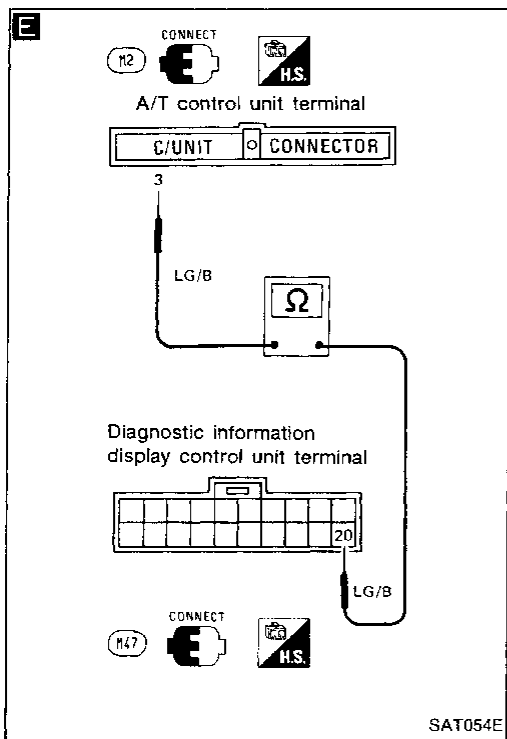 E
CONNECT
M2
H.S.
A/T control unit terminal
C/UNIT CONNECTOR
3
LG/B
Ω
Diagnostic information
display control unit terminal
20
LG/B
CONNECT
M47
H.S.
SAT054E